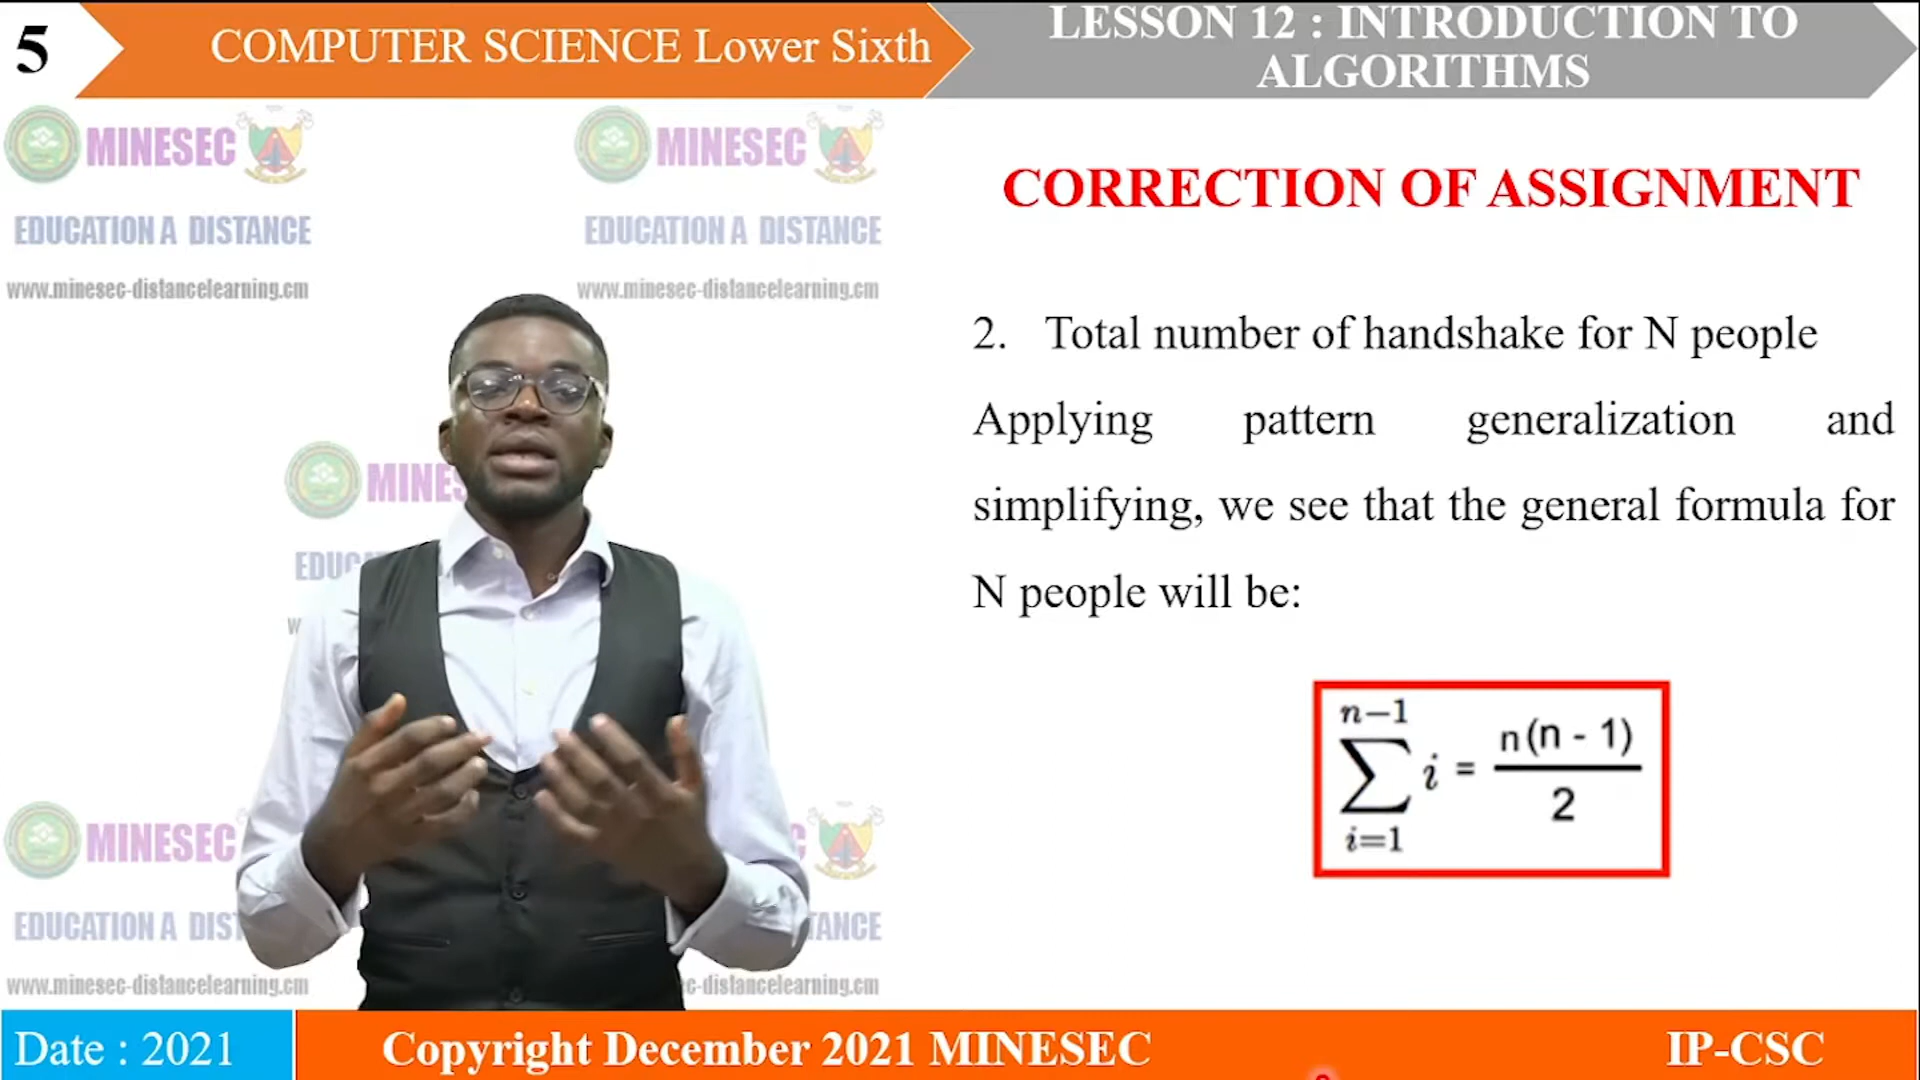 5
COMPUTER SCIENCE Lower Sixth
LESSON 12 : INTRODUCTION TO
ALGORITHMS
MINESEC
EDUCATION A DISTANCE
www.minesec-distancelearning.cm
MINESEC
EDUCATION A DISTANCE
www.minesec-distancelearning.cm
CORRECTION OF ASSIGNMENT
2. Total number of handshake for N people
Applying pattern generalization and
simplifying, we see that the general formula for
N people will be:
n−1
∑ i = n(n - 1)
2
i=1
MINES
EDUC
w
MINESEC
EDUCATION A DIST
www.minesec-distancelearning.cm
C
TANCE
c-distancelearning.cm
Date : 2021
Copyright December 2021 MINESEC
IP-CSC